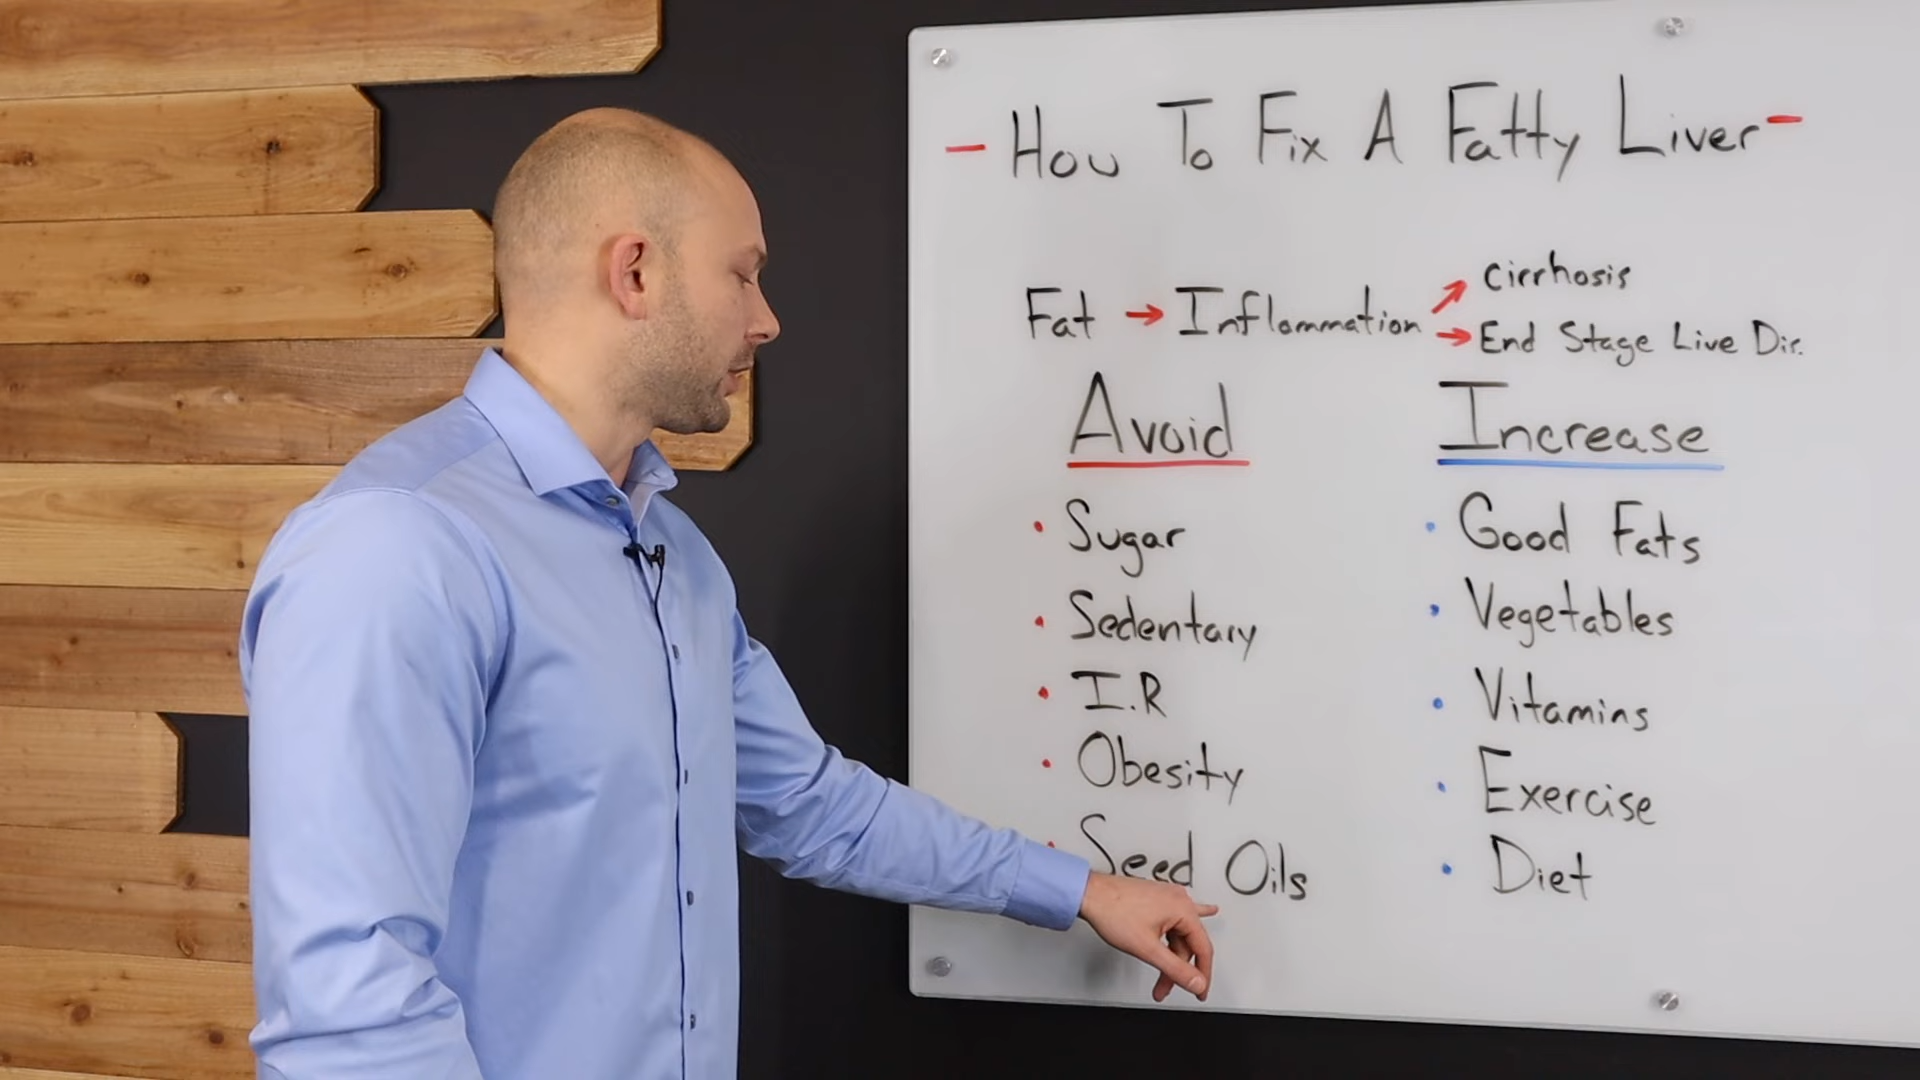 - How To Fix A Fatty Liver -
Fat → Inflammation ↗ Cirrhosis
→ End Stage Live Dis.
Avoid
• Sugar
• Sedentary
• I.R
• Obesity
• Seed Oils
Increase
• Good Fats
• Vegetables
• Vitamins
• Exercise
• Diet